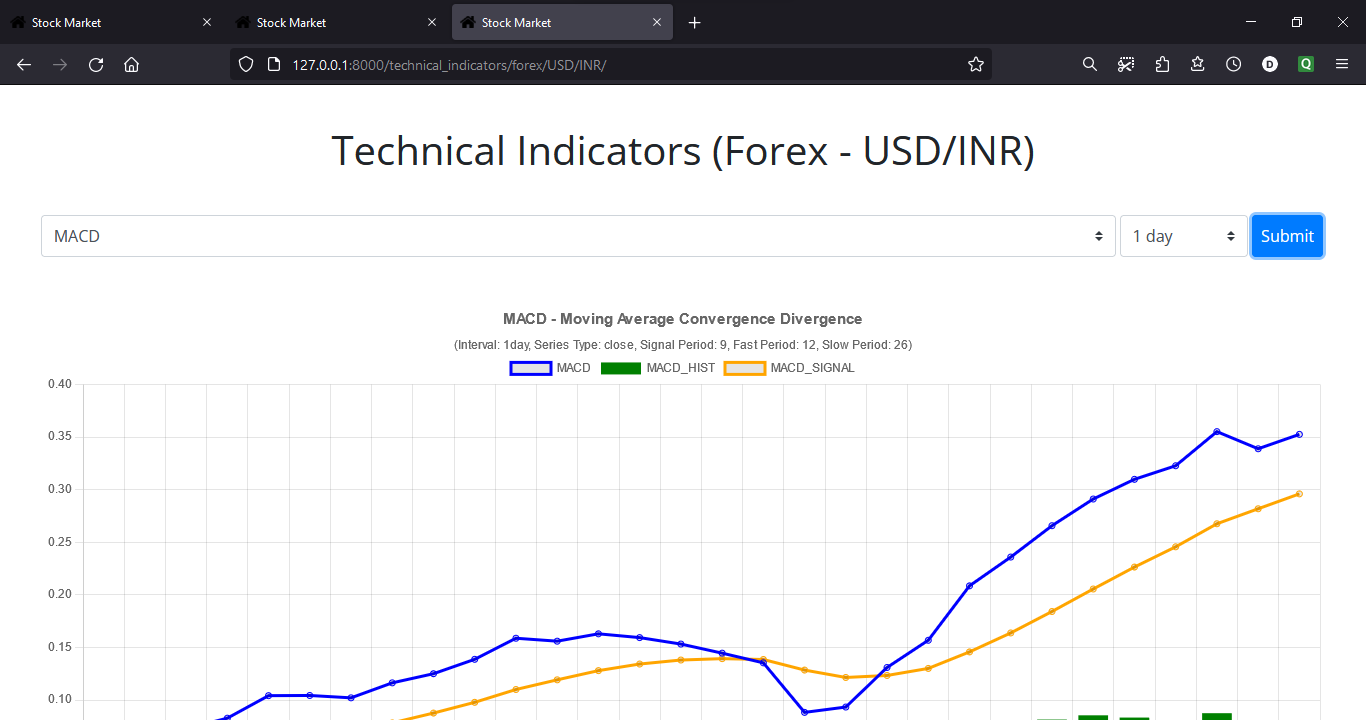 Stock Market Stock Market Stock Market
127.0.0.1:8000/technical_indicators/forex/USD/INR/ D Q
Technical Indicators (Forex - USD/INR)
MACD 1 day Submit
MACD - Moving Average Convergence Divergence
(Interval: 1day, Series Type: close, Signal Period: 9, Fast Period: 12, Slow Period: 26)
MACD MACD_HIST MACD_SIGNAL
0.40
0.35
0.30
0.25
0.20
0.15
0.10